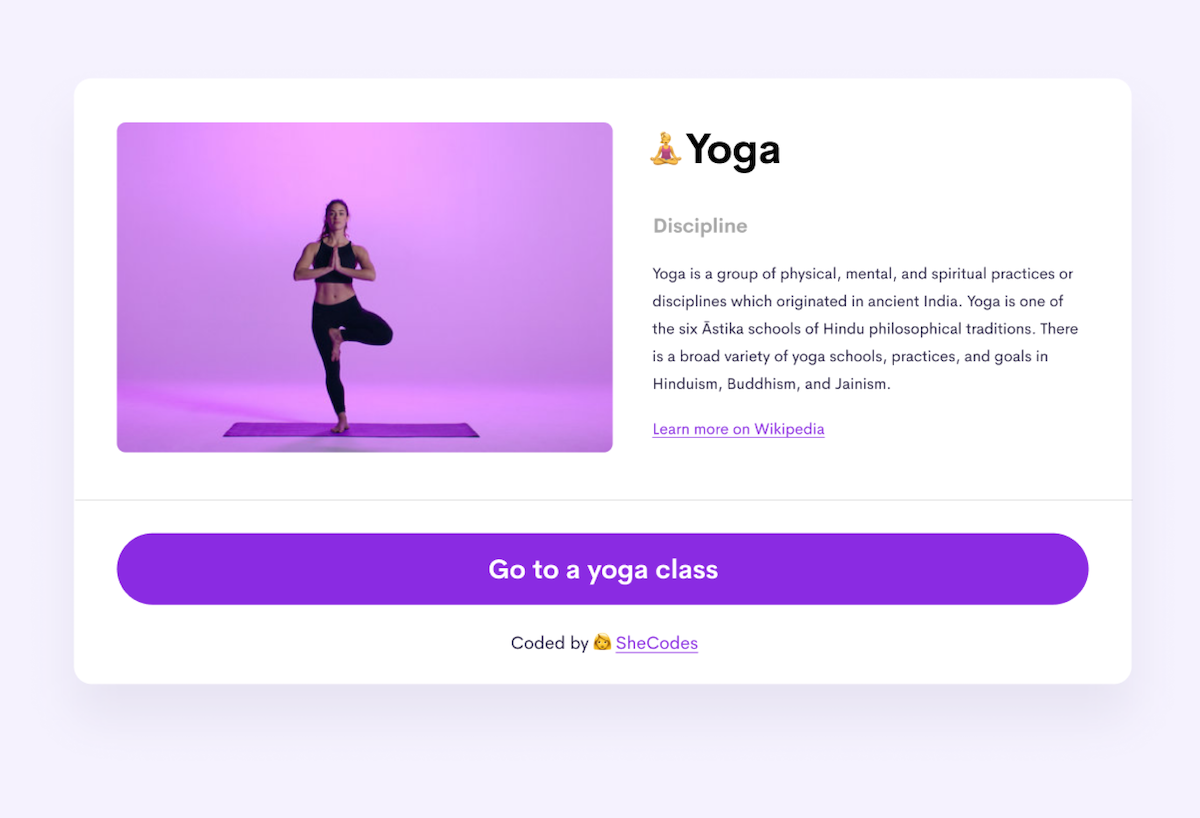 🧘‍♀️Yoga
Discipline
Yoga is a group of physical, mental, and spiritual practices or
disciplines which originated in ancient India. Yoga is one of
the six Āstika schools of Hindu philosophical traditions. There
is a broad variety of yoga schools, practices, and goals in
Hinduism, Buddhism, and Jainism.
Learn more on Wikipedia
Go to a yoga class
Coded by 👩 SheCodes